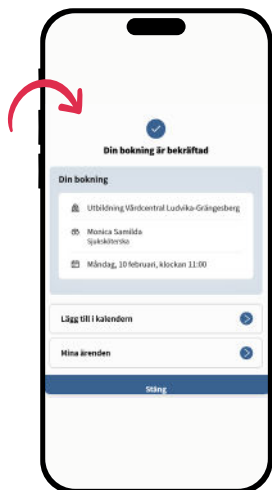 Din bokning är bekräftad
Din bokning
Utbildning Vårdcentral Ludvika-Grängesberg
Monica Samilda
Sjuksköterska
Måndag, 10 februari, klockan 11:00
Lägg till i kalendern
Mina ärenden
Stäng